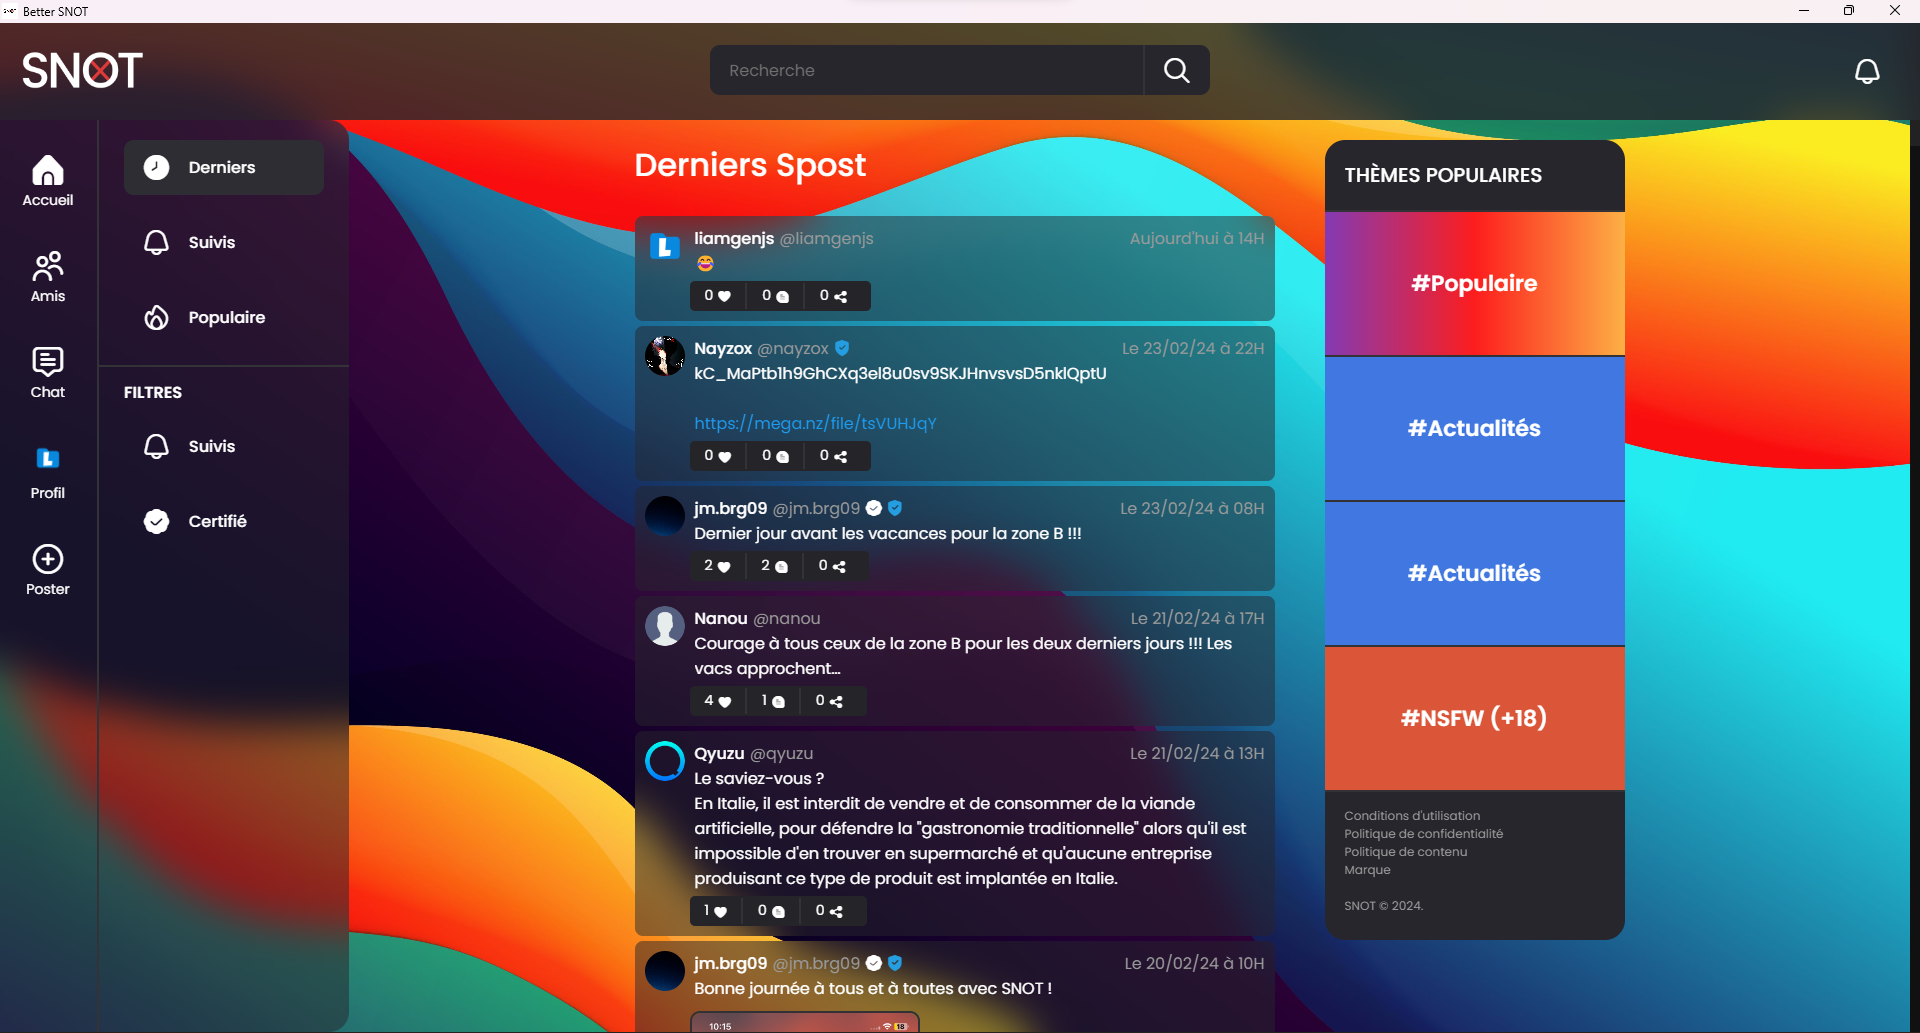 Better SNOT
SNOT
Recherche
Accueil
Amis
Chat
Profil
Poster
Derniers
Suivis
Populaire
FILTRES
Suivis
Certifié
Derniers Spost
liamgenjs @liamgenjs Aujourd'hui à 14H
😂
0 0 0
Nayzox @nayzox Le 23/02/24 à 22H
kC_MaPtb1h9GhCXq3el8u0sv9SKJHnvsvsD5nklQptU
https://mega.nz/file/tsVUHJqY
0 0 0
jm.brg09 @jm.brg09 Le 23/02/24 à 08H
Dernier jour avant les vacances pour la zone B !!!
2 2 0
Nanou @nanou Le 21/02/24 à 17H
Courage à tous ceux de la zone B pour les deux derniers jours !!! Les
vacs approchent...
4 1 0
Qyuzu @qyuzu Le 21/02/24 à 13H
Le saviez-vous ?
En Italie, il est interdit de vendre et de consommer de la viande
artificielle, pour défendre la "gastronomie traditionnelle" alors qu'il est
impossible d'en trouver en supermarché et qu'aucune entreprise
produisant ce type de produit est implantée en Italie.
1 0 0
jm.brg09 @jm.brg09 Le 20/02/24 à 10H
Bonne journée à tous et à toutes avec SNOT !
10:15 18
THÈMES POPULAIRES
#Populaire
#Actualités
#Actualités
#NSFW (+18)
Conditions d'utilisation
Politique de confidentialité
Politique de contenu
Marque
SNOT © 2024.